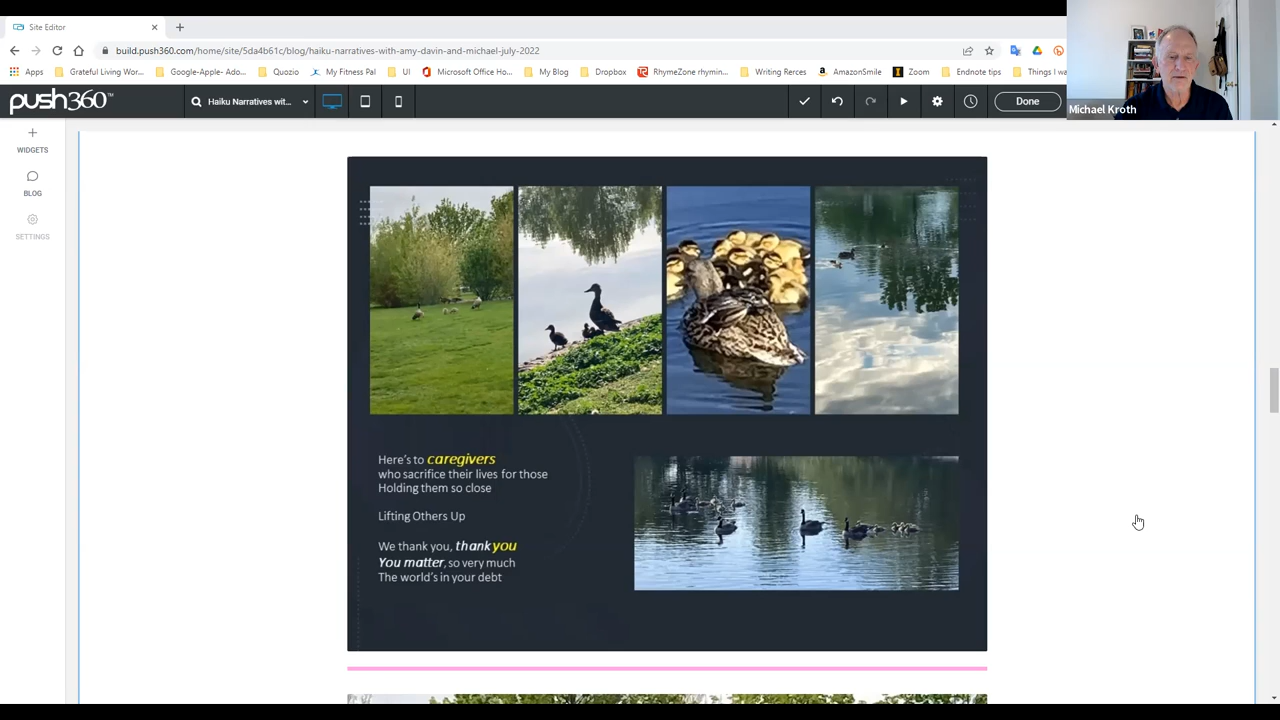 Site Editor
build.push360.com/home/site/5da4b61c/blog/haiku-narratives-with-amy-davin-and-michael-july-2022
Apps Grateful Living Wor... Google-Apple- Ado... Quozio My Fitness Pal UI Microsoft Office Ho... My Blog Dropbox RhymeZone rhymin... Writing Rerces AmazonSmile Zoom Endnote tips Things I wa
push360™ Haiku Narratives wit... Done
Michael Kroth
WIDGETS
BLOG
SETTINGS
Here's to caregivers
who sacrifice their lives for those
Holding them so close
Lifting Others Up
We thank you, thank you
You matter, so very much
The world's in your debt